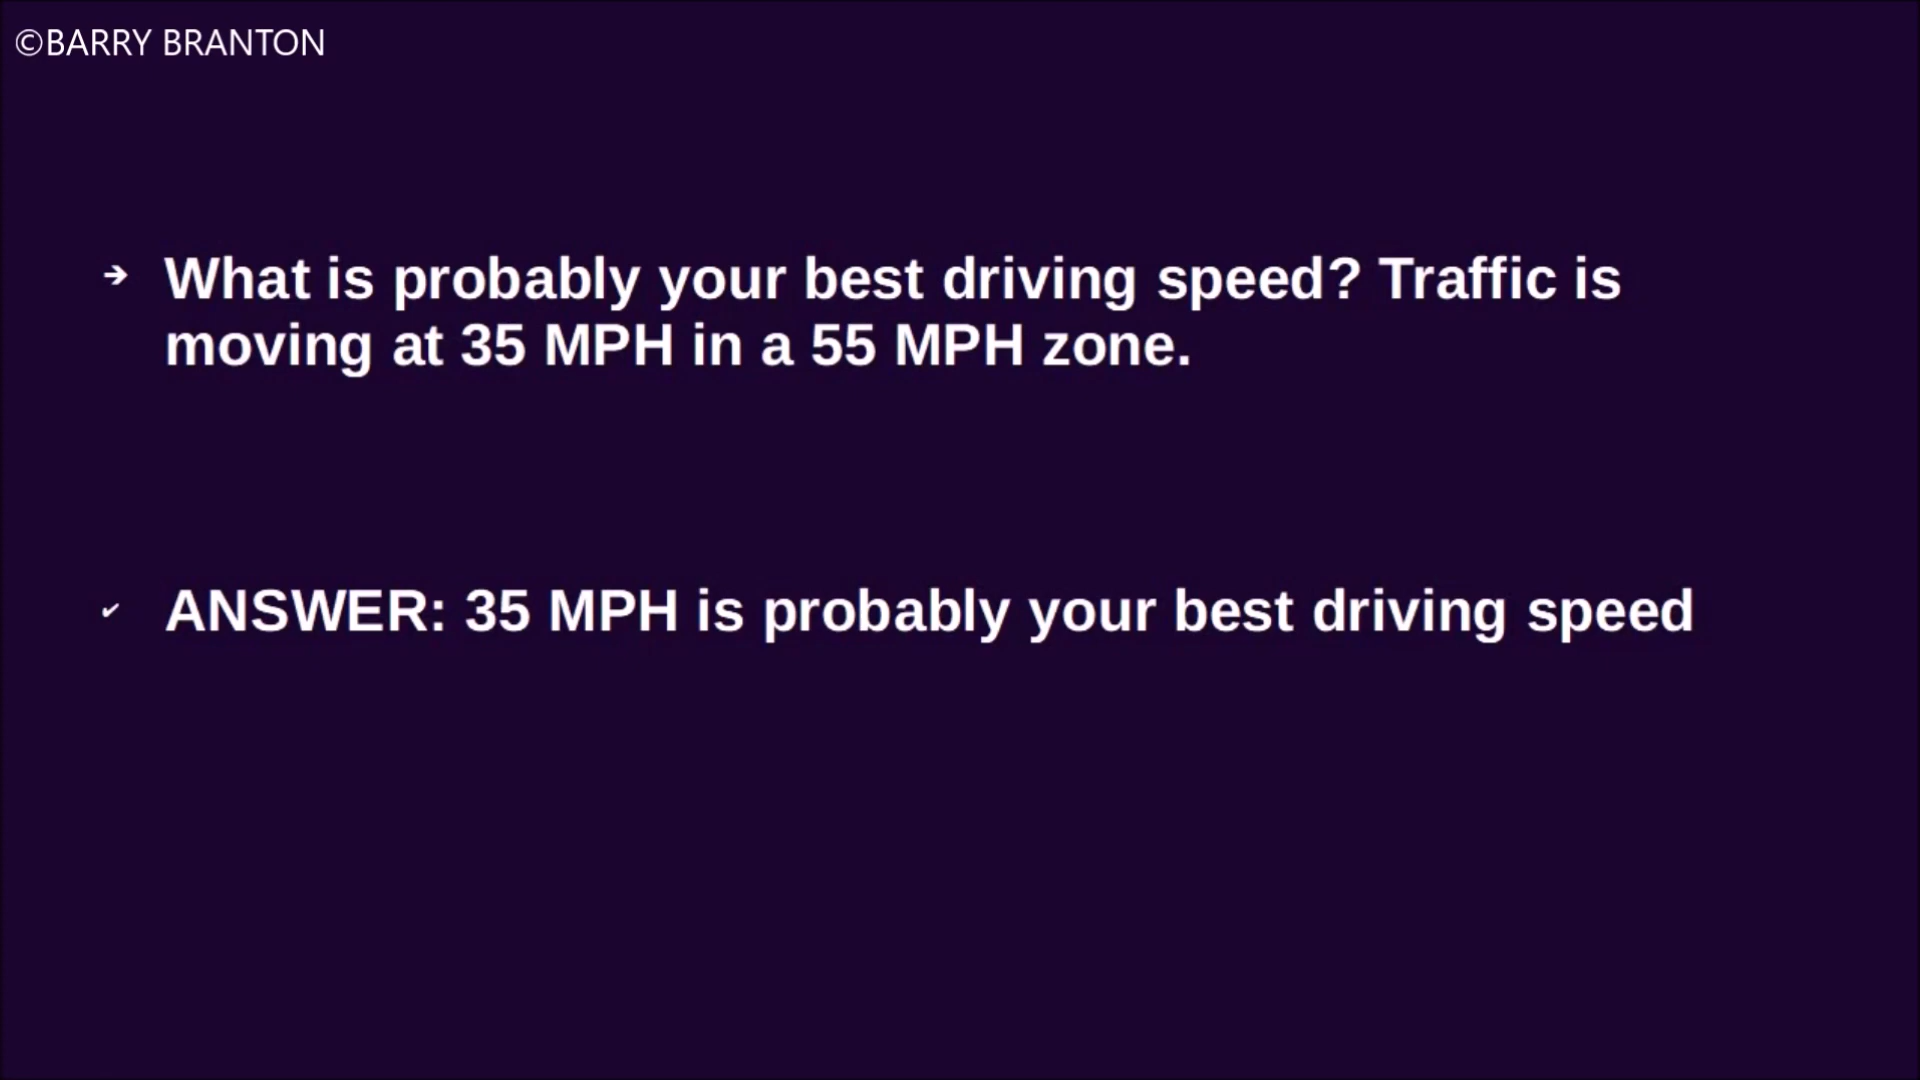 ©BARRY BRANTON
➔ What is probably your best driving speed? Traffic is
moving at 35 MPH in a 55 MPH zone.
✔ ANSWER: 35 MPH is probably your best driving speed